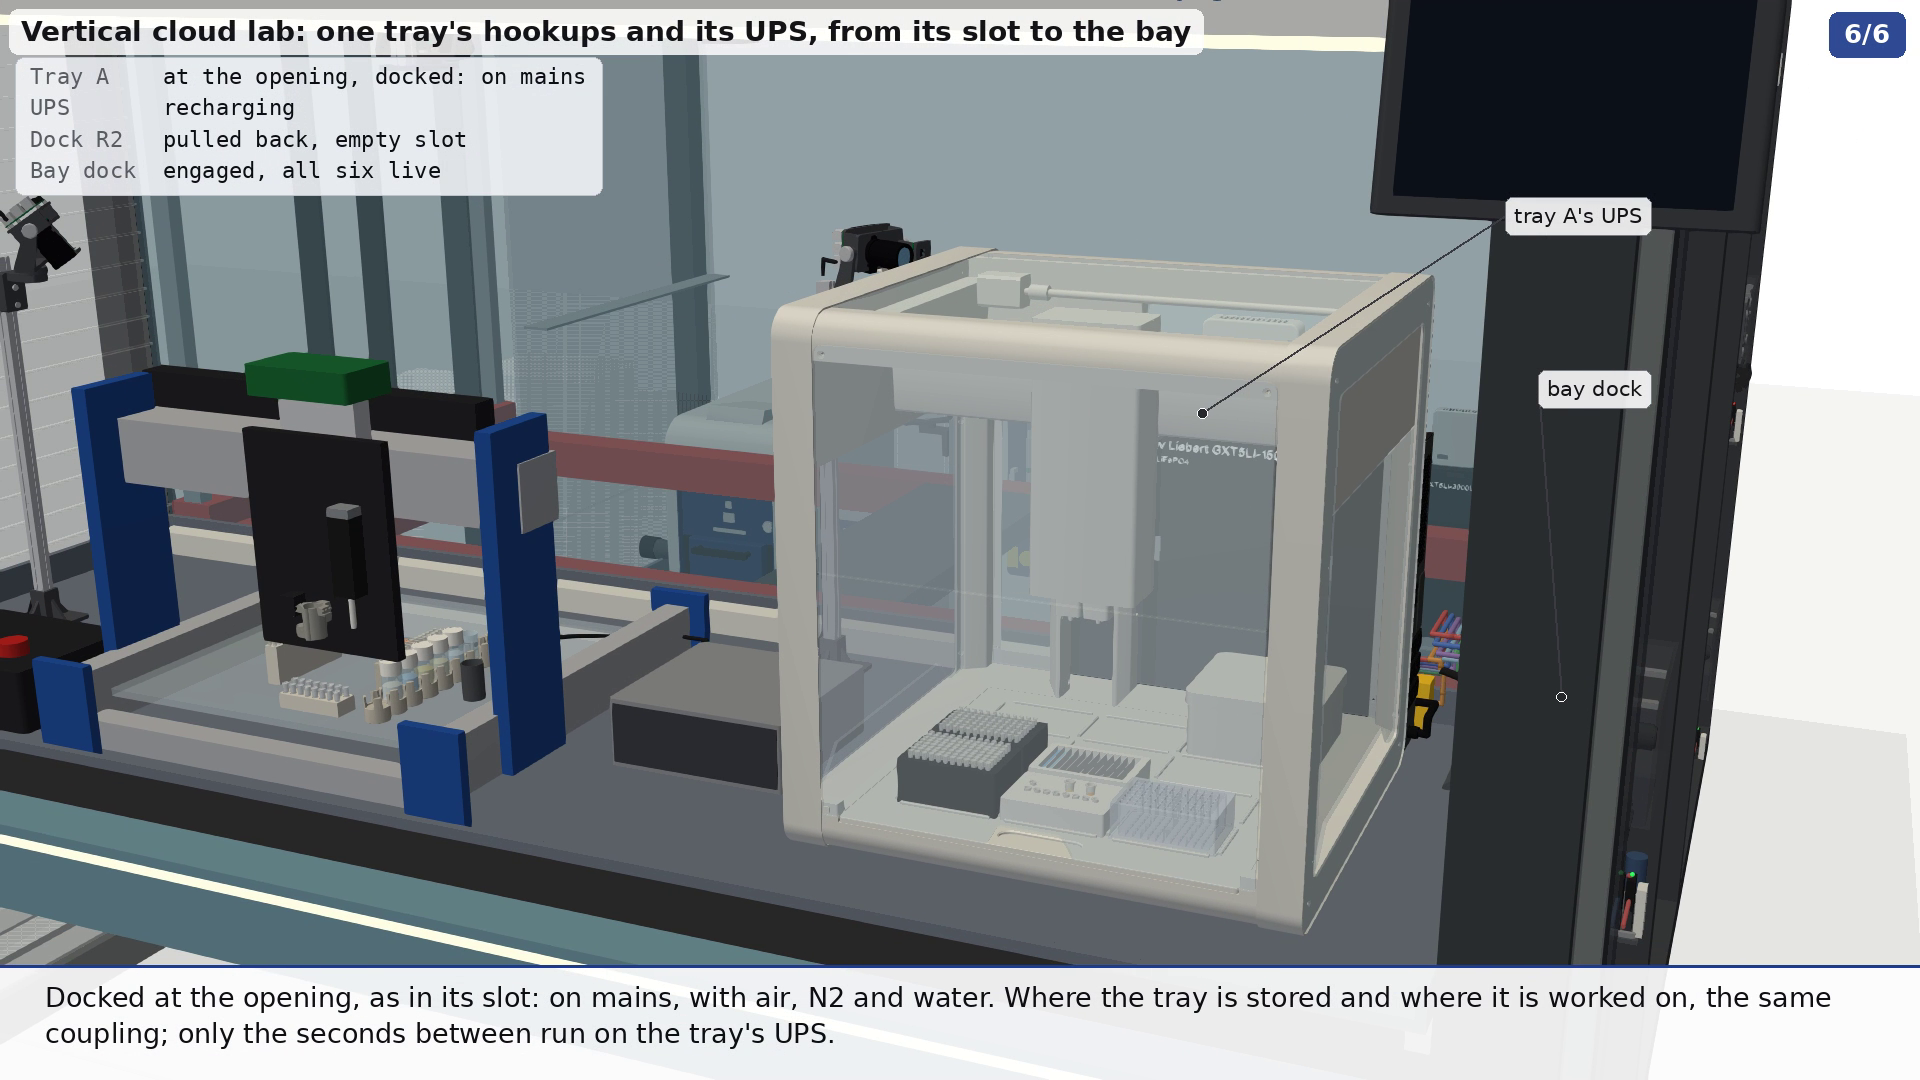 Vertical cloud lab: one tray's hookups and its UPS, from its slot to the bay
6/6
Tray A at the opening, docked: on mains
UPS recharging
Dock R2 pulled back, empty slot
Bay dock engaged, all six live
tray A's UPS
bay dock
Liebert GXT5LI-
LiFePO4
Docked at the opening, as in its slot: on mains, with air, N2 and water. Where the tray is stored and where it is worked on, the same
coupling; only the seconds between run on the tray's UPS.